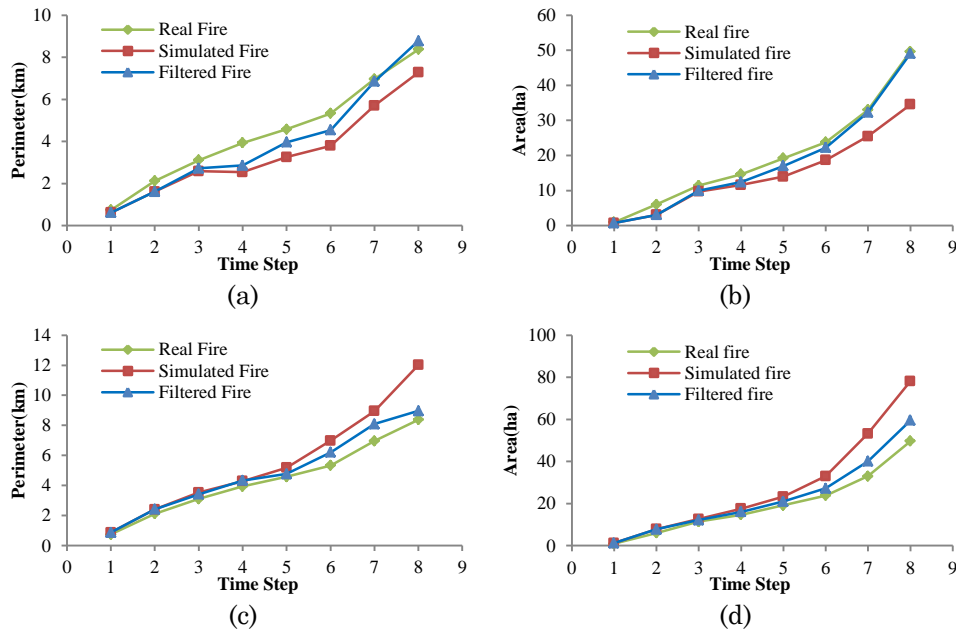 10
8
6
4
2
0
Perimeter(km)
Real Fire
Simulated Fire
Filtered Fire
0 1 2 3 4 5 6 7 8 9
Time Step
(a)
60
50
40
30
20
10
0
Area(ha)
Real fire
Simulated fire
Filtered fire
0 1 2 3 4 5 6 7 8 9
Time Step
(b)
14
12
10
8
6
4
2
0
Perimeter(km)
Real Fire
Simulated Fire
Filtered Fire
0 1 2 3 4 5 6 7 8 9
Time Step
(c)
100
80
60
40
20
0
Area(ha)
Real fire
Simulated fire
Filtered fire
0 1 2 3 4 5 6 7 8 9
Time Step
(d)